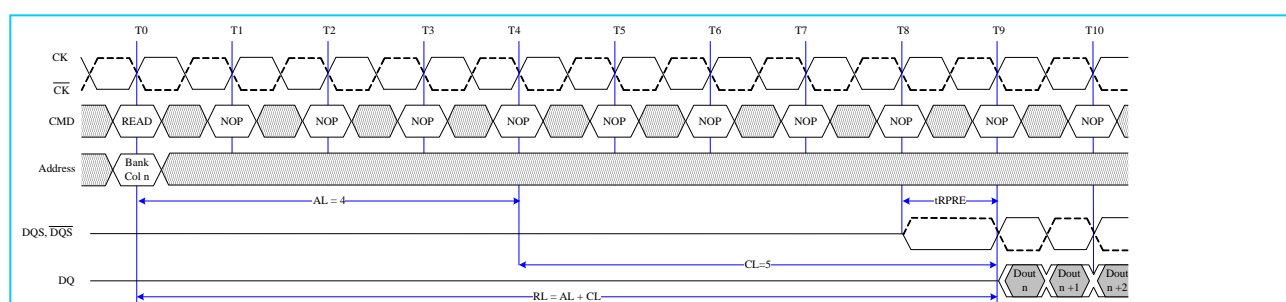 T0 T1 T2 T3 T4 T5 T6 T7 T8 T9 T10
CK
CK
CMD READ NOP NOP NOP NOP NOP NOP NOP NOP NOP NOP
Address Bank
Col n
AL = 4 tRPRE
DQS, DQS
CL=5
DQ Dout Dout Dout
n n +1 n +2
RL = AL + CL